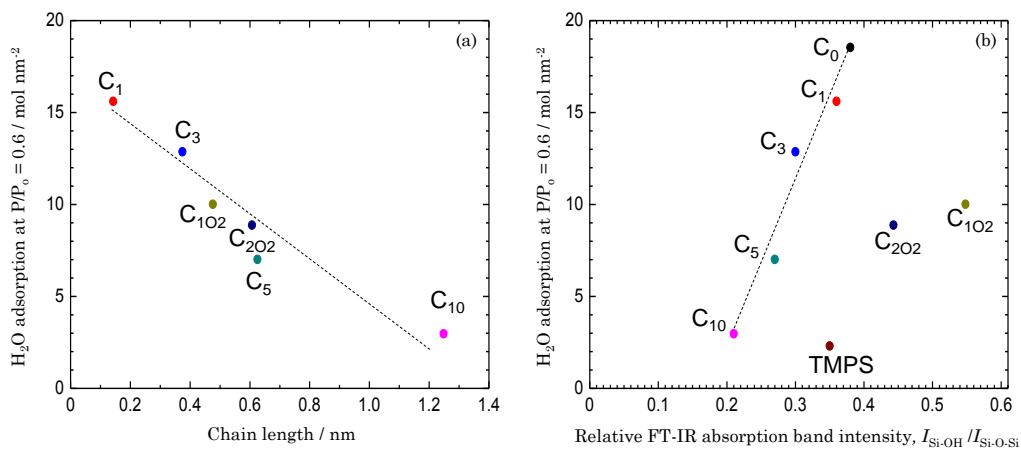 (a)
H₂O adsorption at P/Pₒ = 0.6 / mol nm⁻²
20
15
10
5
0
C₁
C₃
C₁O₂
C₂O₂
C₅
C₁₀
0 0.2 0.4 0.6 0.8 1.0 1.2 1.4
Chain length / nm
(b)
H₂O adsorption at P/Pₒ = 0.6 / mol nm⁻²
20
15
10
5
0
C₀
C₁
C₃
C₁O₂
C₂O₂
C₅
C₁₀
TMPS
0 0.1 0.2 0.3 0.4 0.5 0.6
Relative FT-IR absorption band intensity, I Si-OH / I Si-O-Si